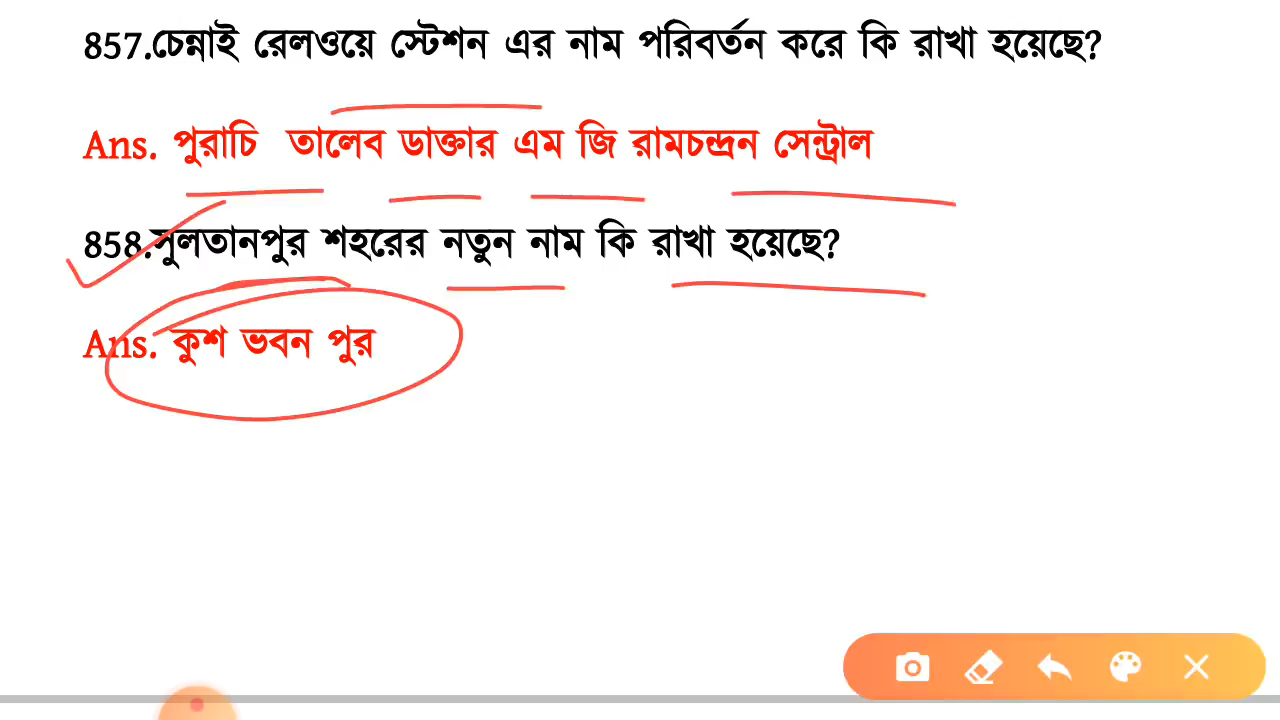 857.চেন্নাই রেলওয়ে স্টেশন এর নাম পরিবর্তন করে কি রাখা হয়েছে?
Ans. পুরাচি তালেব ডাক্তার এম জি রামচন্দ্রন সেন্ট্রাল
858.সুলতানপুর শহরের নতুন নাম কি রাখা হয়েছে?
Ans. কুশ ভবন পুর